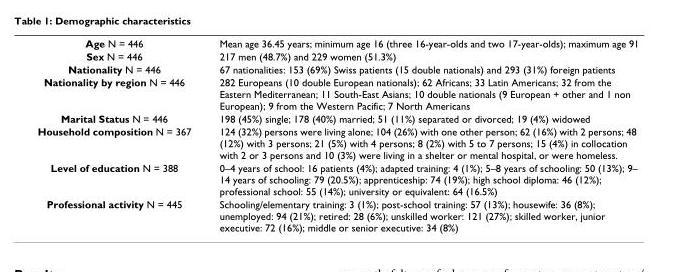 Table 1: Demographic characteristics
Age N = 446 Mean age 36.45 years; minimum age 16 (three 16-year-olds and two 17-year-olds); maximum age 91
Sex N = 446 217 men (48.7%) and 229 women (51.3%)
Nationality N = 446 67 nationalities: 153 (69%) Swiss patients (15 double nationals) and 293 (31%) foreign patients
Nationality by region N = 446 282 Europeans (10 double European nationals); 62 Africans; 33 Latin Americans; 32 from the
Eastern Mediterranean; 11 South-East Asians; 10 double nationals (9 European + other and 1 non
European); 9 from the Western Pacific; 7 North Americans
Marital Status N = 446 198 (45%) single; 178 (40%) married; 51 (11%) separated or divorced; 19 (4%) widowed
Household composition N = 367 124 (32%) persons were living alone; 104 (26%) with one other person; 62 (16%) with 2 persons; 48
(12%) with 3 persons; 21 (5%) with 4 persons; 8 (2%) with 5 to 7 persons; 15 (4%) in collocation
with 2 or 3 persons and 10 (3%) were living in a shelter or mental hospital, or were homeless.
Level of education N = 388 0–4 years of school: 16 patients (4%); adapted training: 4 (1%); 5–8 years of schooling: 50 (13%); 9–
14 years of schooling: 79 (20.5%); apprenticeship: 74 (19%); high school diploma: 46 (12%);
professional school: 55 (14%); university or equivalent: 64 (16.5%)
Professional activity N = 445 Schooling/elementary training: 3 (1%); post-school training: 57 (13%); housewife: 36 (8%);
unemployed: 94 (21%); retired: 28 (6%); unskilled worker: 121 (27%); skilled worker, junior
executive: 72 (16%); middle or senior executive: 34 (8%)